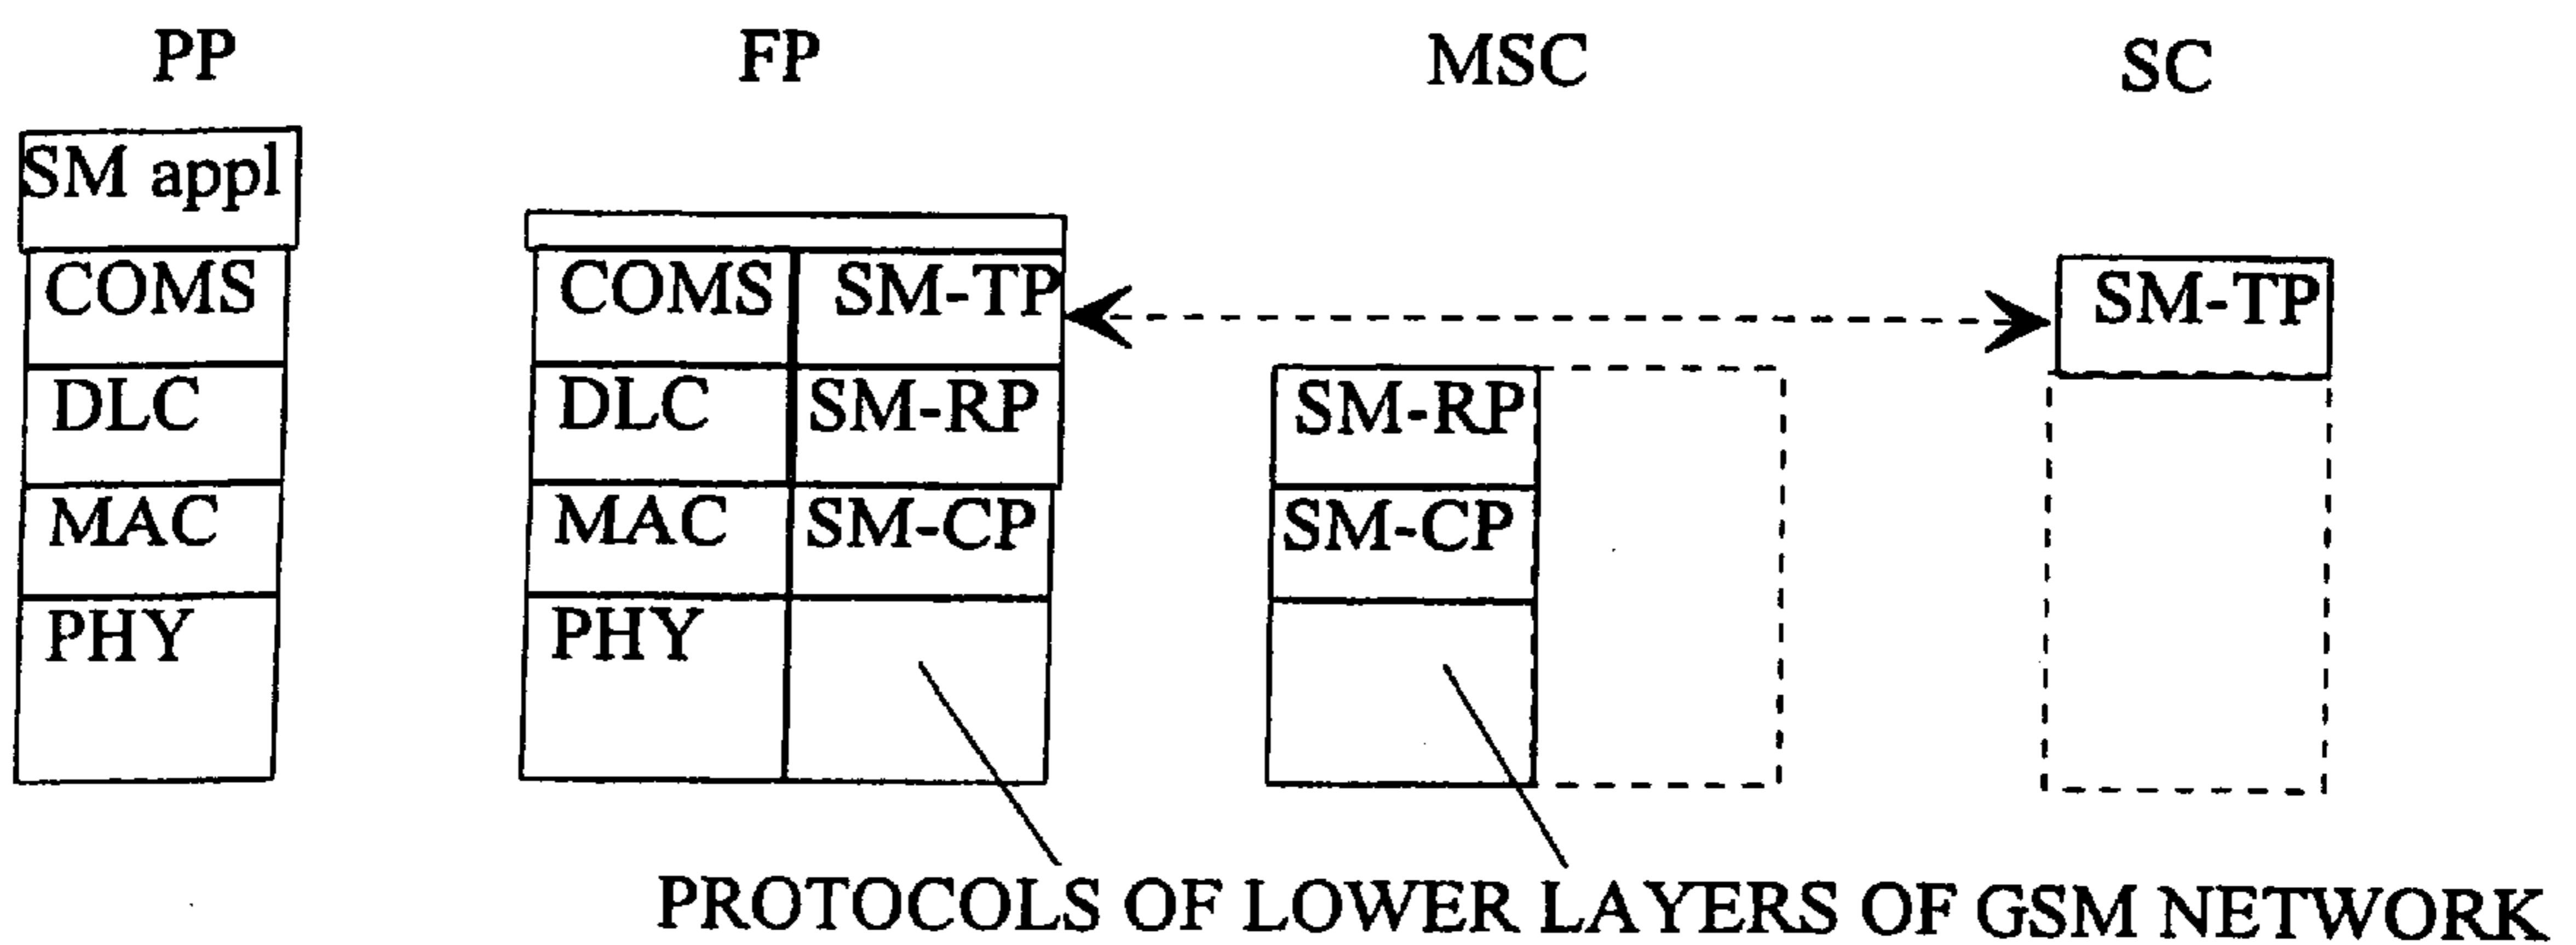 PP FP MSC SC
SM appl
COMS COMS SM-TP SM-TP
DLC DLC SM-RP SM-RP
MAC MAC SM-CP SM-CP
PHY PHY
PROTOCOLS OF LOWER LAYERS OF GSM NETWORK